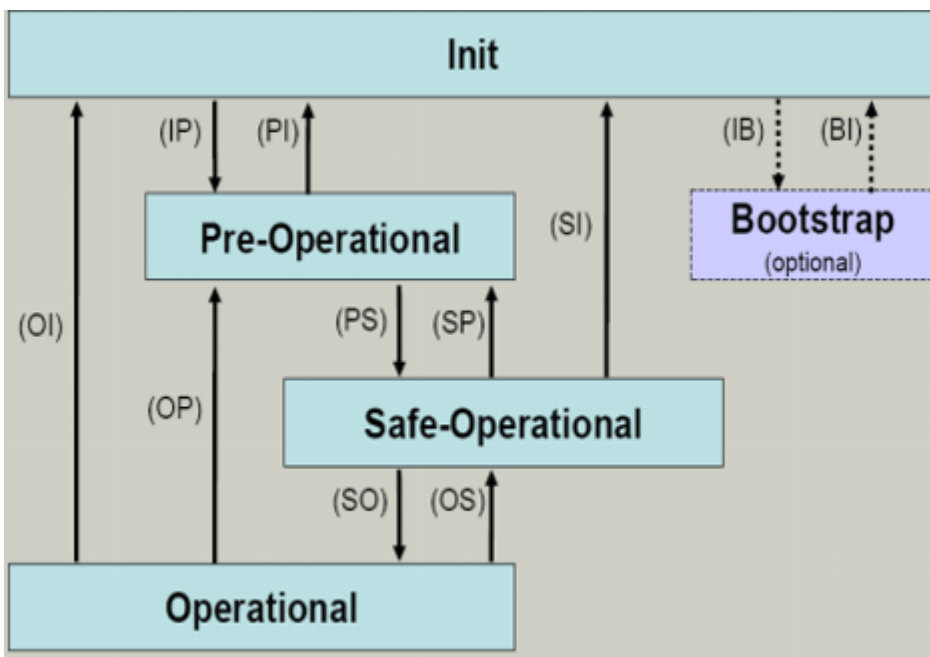 Init
(IP)
(PI)
(IB)
(BI)
Pre-Operational
(SI)
Bootstrap
(optional)
(OI)
(PS)
(SP)
(OP)
Safe-Operational
(SO)
(OS)
Operational